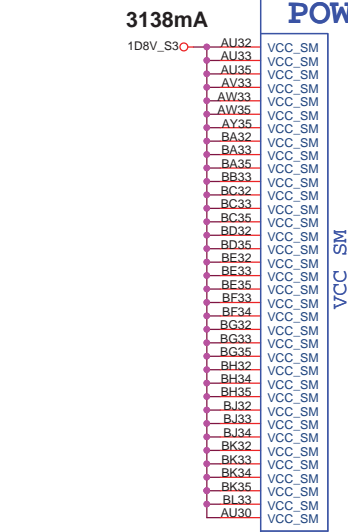 3138mA
POW
1D8V_S3
AU32 VCC_SM
AU33 VCC_SM
AU35 VCC_SM
AV33 VCC_SM
AW33 VCC_SM
AW35 VCC_SM
AY35 VCC_SM
BA32 VCC_SM
BA33 VCC_SM
BA35 VCC_SM
BB33 VCC_SM
BC32 VCC_SM
BC33 VCC_SM
BC35 VCC_SM
BD32 VCC_SM
BD35 VCC_SM
BE32 VCC_SM
BE33 VCC_SM
BE35 VCC_SM
BF33 VCC_SM
BF34 VCC_SM
BG32 VCC_SM
BG33 VCC_SM
BG35 VCC_SM
BH32 VCC_SM
BH34 VCC_SM
BH35 VCC_SM
BJ32 VCC_SM
BJ33 VCC_SM
BJ34 VCC_SM
BK32 VCC_SM
BK33 VCC_SM
BK34 VCC_SM
BK35 VCC_SM
BL33 VCC_SM
AU30 VCC_SM
VCC SM